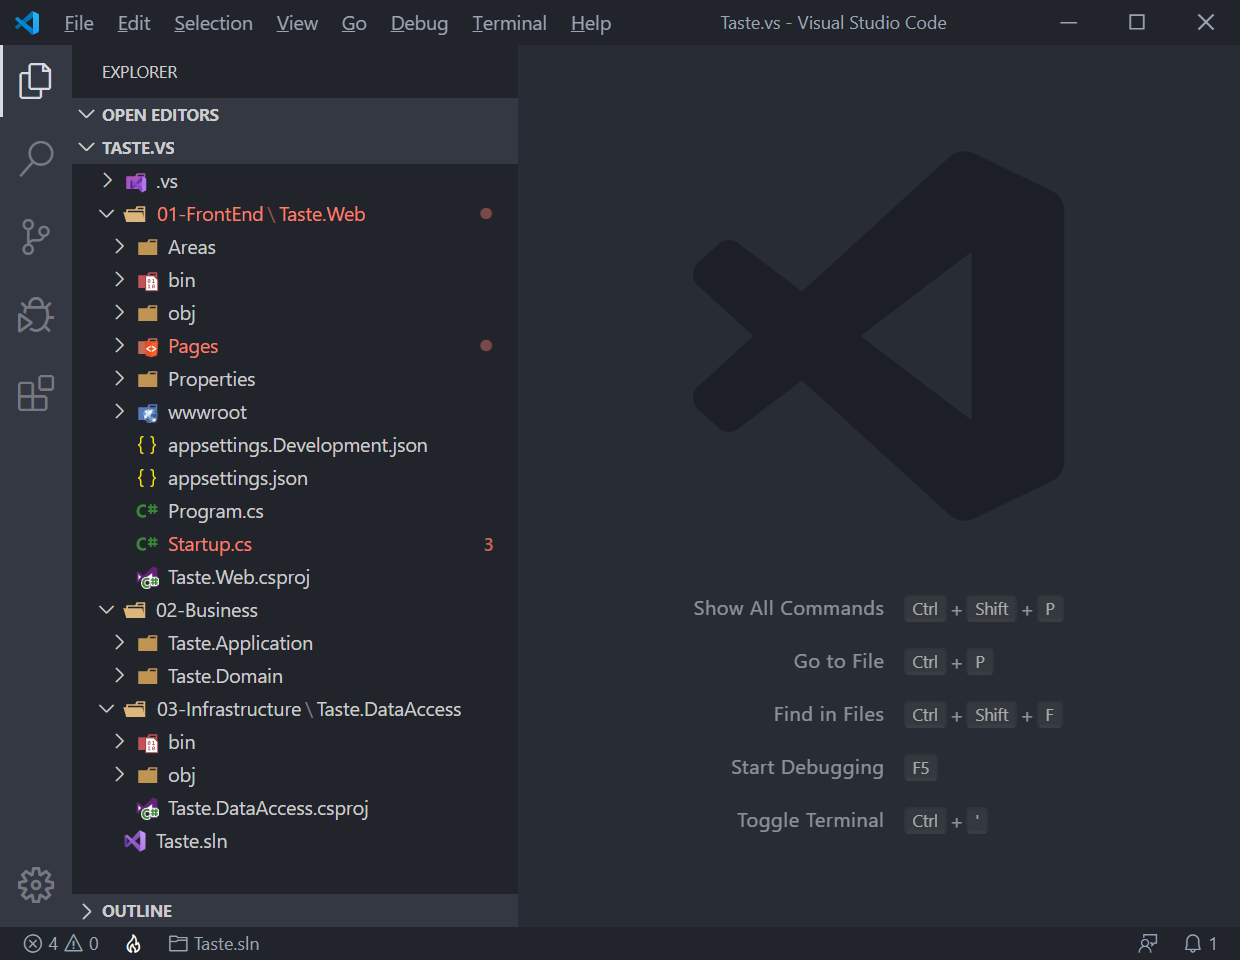 File Edit Selection View Go Debug Terminal Help Taste.vs - Visual Studio Code
EXPLORER
OPEN EDITORS
TASTE.VS
.vs
01-FrontEnd \ Taste.Web
Areas
bin
obj
Pages
Properties
wwwroot
{ } appsettings.Development.json
{ } appsettings.json
C# Program.cs
C# Startup.cs 3
Taste.Web.csproj
02-Business
Taste.Application
Taste.Domain
03-Infrastructure \ Taste.DataAccess
bin
obj
Taste.DataAccess.csproj
Taste.sln
OUTLINE
Show All Commands Ctrl + Shift + P
Go to File Ctrl + P
Find in Files Ctrl + Shift + F
Start Debugging F5
Toggle Terminal Ctrl + '
4 0 Taste.sln 1